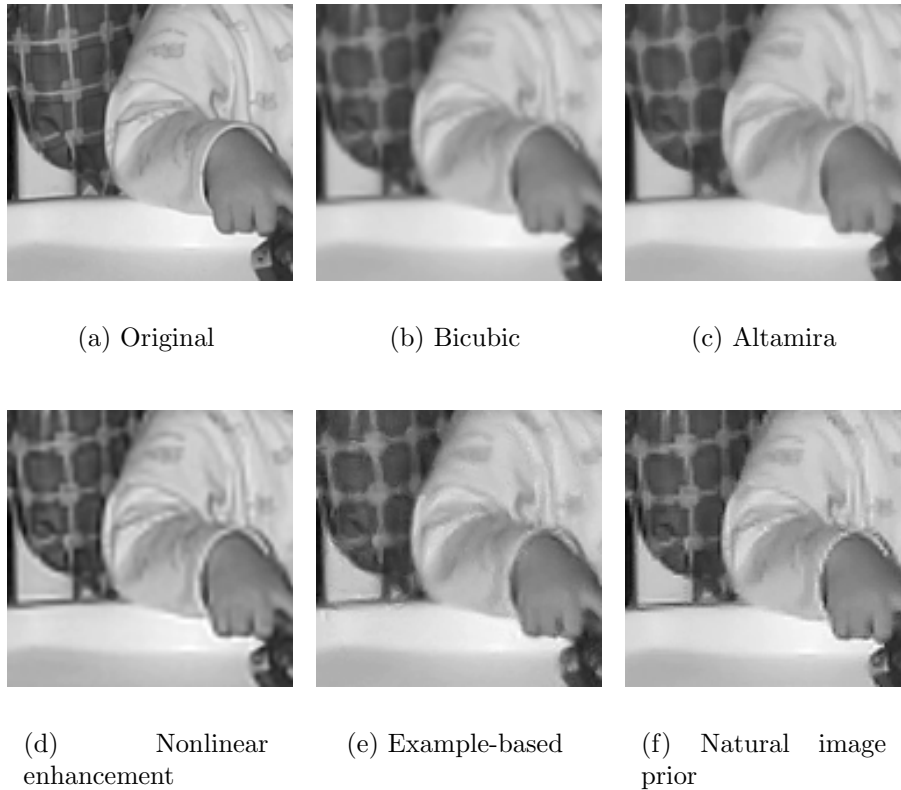 (a) Original
(b) Bicubic
(c) Altamira
(d) Nonlinear
enhancement
(e) Example-based
(f) Natural image
prior